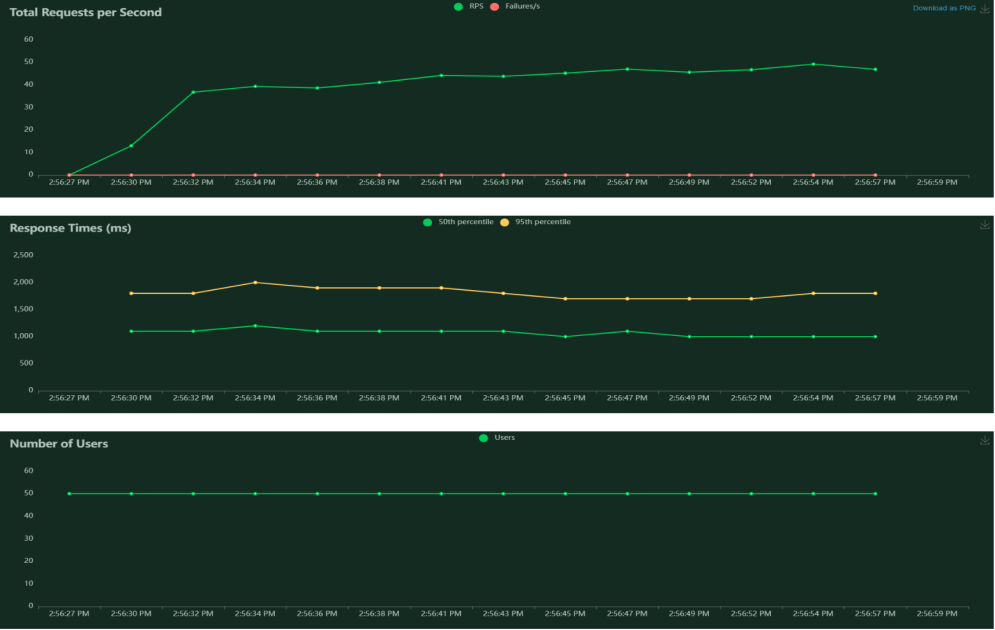 Total Requests per Second
RPS Failures/s
Download as PNG
60
50
40
30
20
10
0
2:56:27 PM 2:56:30 PM 2:56:32 PM 2:56:34 PM 2:56:36 PM 2:56:38 PM 2:56:41 PM 2:56:43 PM 2:56:45 PM 2:56:47 PM 2:56:49 PM 2:56:52 PM 2:56:54 PM 2:56:57 PM 2:56:59 PM
Response Times (ms)
50th percentile 95th percentile
2,500
2,000
1,500
1,000
500
0
2:56:27 PM 2:56:30 PM 2:56:32 PM 2:56:34 PM 2:56:36 PM 2:56:38 PM 2:56:41 PM 2:56:43 PM 2:56:45 PM 2:56:47 PM 2:56:49 PM 2:56:52 PM 2:56:54 PM 2:56:57 PM 2:56:59 PM
Number of Users
Users
60
50
40
30
20
10
0
2:56:27 PM 2:56:30 PM 2:56:32 PM 2:56:34 PM 2:56:36 PM 2:56:38 PM 2:56:41 PM 2:56:43 PM 2:56:45 PM 2:56:47 PM 2:56:49 PM 2:56:52 PM 2:56:54 PM 2:56:57 PM 2:56:59 PM